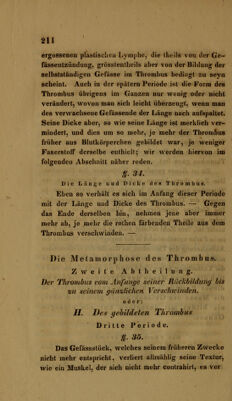 211
ergossenen plastischen Lymphe, die theils von der Ge-
fässentzündung, grösstentheils aber von der Bildung der
selbstständigen Gefässe im Thrombus bedingt zu seyn
scheint. Auch in der spätern Periode ist die Form des
Thrombus übrigens im Ganzen nur wenig oder nicht
verändert, wovon man sich leicht überzeugt, wenn man
des verwachsene Gefässende der Länge nach aufspaltet.
Seine Dicke aber, so wie seine Länge ist merklich ver-
mindert, und dies um so mehr, je mehr der Thrombus
früher aus Blutkörperchen gebildet war, je weniger
Faserstoff derselbe enthielt; wir werden hiervon im
folgenden Abschnitt näher reden.
§. 34.
Die Länge und Dicke des Thrombus.
Eben so verhält es sich im Anfang dieser Periode
mit der Länge und Dicke des Thrombus. — Gegen
das Ende derselben hin, nehmen jene aber immer
mehr ab, je mehr die rothen färbenden Theile aus dem
Thrombus verschwinden. —
Die Metamorphose des Thrombus.
Zweite Abtheilung.
Der Thrombus vom Anfange seiner Rückbildung bis
zu seinem gänzlichen Verschwinden.
oder:
II. Des gebildeten Thrombus
Dritte Periode.
§. 35.
Das Gefässstück, welches seinem früheren Zwecke
nicht mehr entspricht, verliert allmählig seine Textur,
wie ein Muskel, der sich nicht mehr contrahirt, es ver-